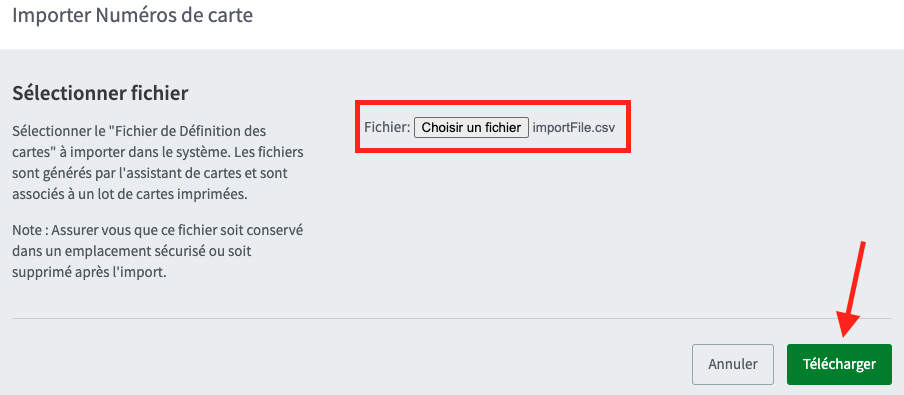 Importer Numéros de carte
Sélectionner fichier
Sélectionner le "Fichier de Définition des
cartes" à importer dans le système. Les fichiers
sont générés par l'assistant de cartes et sont
associés à un lot de cartes imprimées.
Note : Assurer vous que ce fichier soit conservé
dans un emplacement sécurisé ou soit
supprimé après l'import.
Fichier: Choisir un fichier importFile.csv
Annuler Télécharger